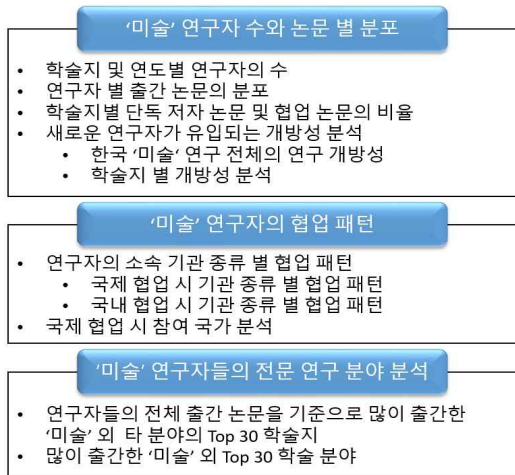 ‘미술’ 연구자 수와 논문 별 분포
• 학술지 및 연도별 연구자의 수
• 연구자 별 출간 논문의 분포
• 학술지별 단독 저자 논문 및 협업 논문의 비율
• 새로운 연구자가 유입되는 개방성 분석
• 한국 ‘미술‘ 연구 전체의 연구 개방성
• 학술지 별 개방성 분석
‘미술’ 연구자의 협업 패턴
• 연구자의 소속 기관 종류 별 협업 패턴
• 국제 협업 시 기관 종류 별 협업 패턴
• 국내 협업 시 기관 종류 별 협업 패턴
• 국제 협업 시 참여 국가 분석
‘미술’ 연구자들의 전문 연구 분야 분석
• 연구자들의 전체 출간 논문을 기준으로 많이 출간한
‘미술’ 외 타 분야의 Top 30 학술지
• 많이 출간한 ‘미술’ 외 Top 30 학술 분야